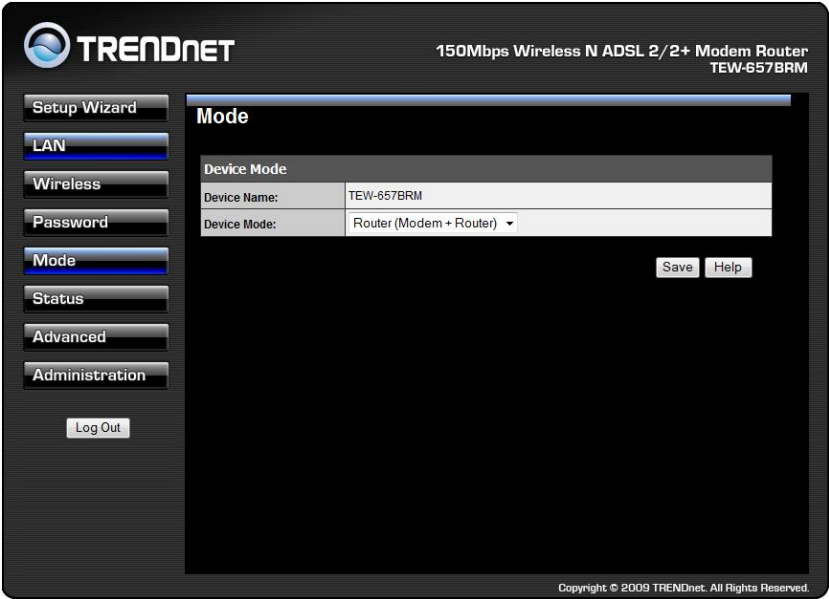 TRENDNET
150Mbps Wireless N ADSL 2/2+ Modem Router
TEW-657BRM
Setup Wizard
LAN
Wireless
Password
Mode
Status
Advanced
Administration
Log Out
Mode
Device Mode
Device Name: TEW-657BRM
Device Mode: Router (Modem + Router)
Save Help
Copyright © 2009 TRENDnet. All Rights Reserved.